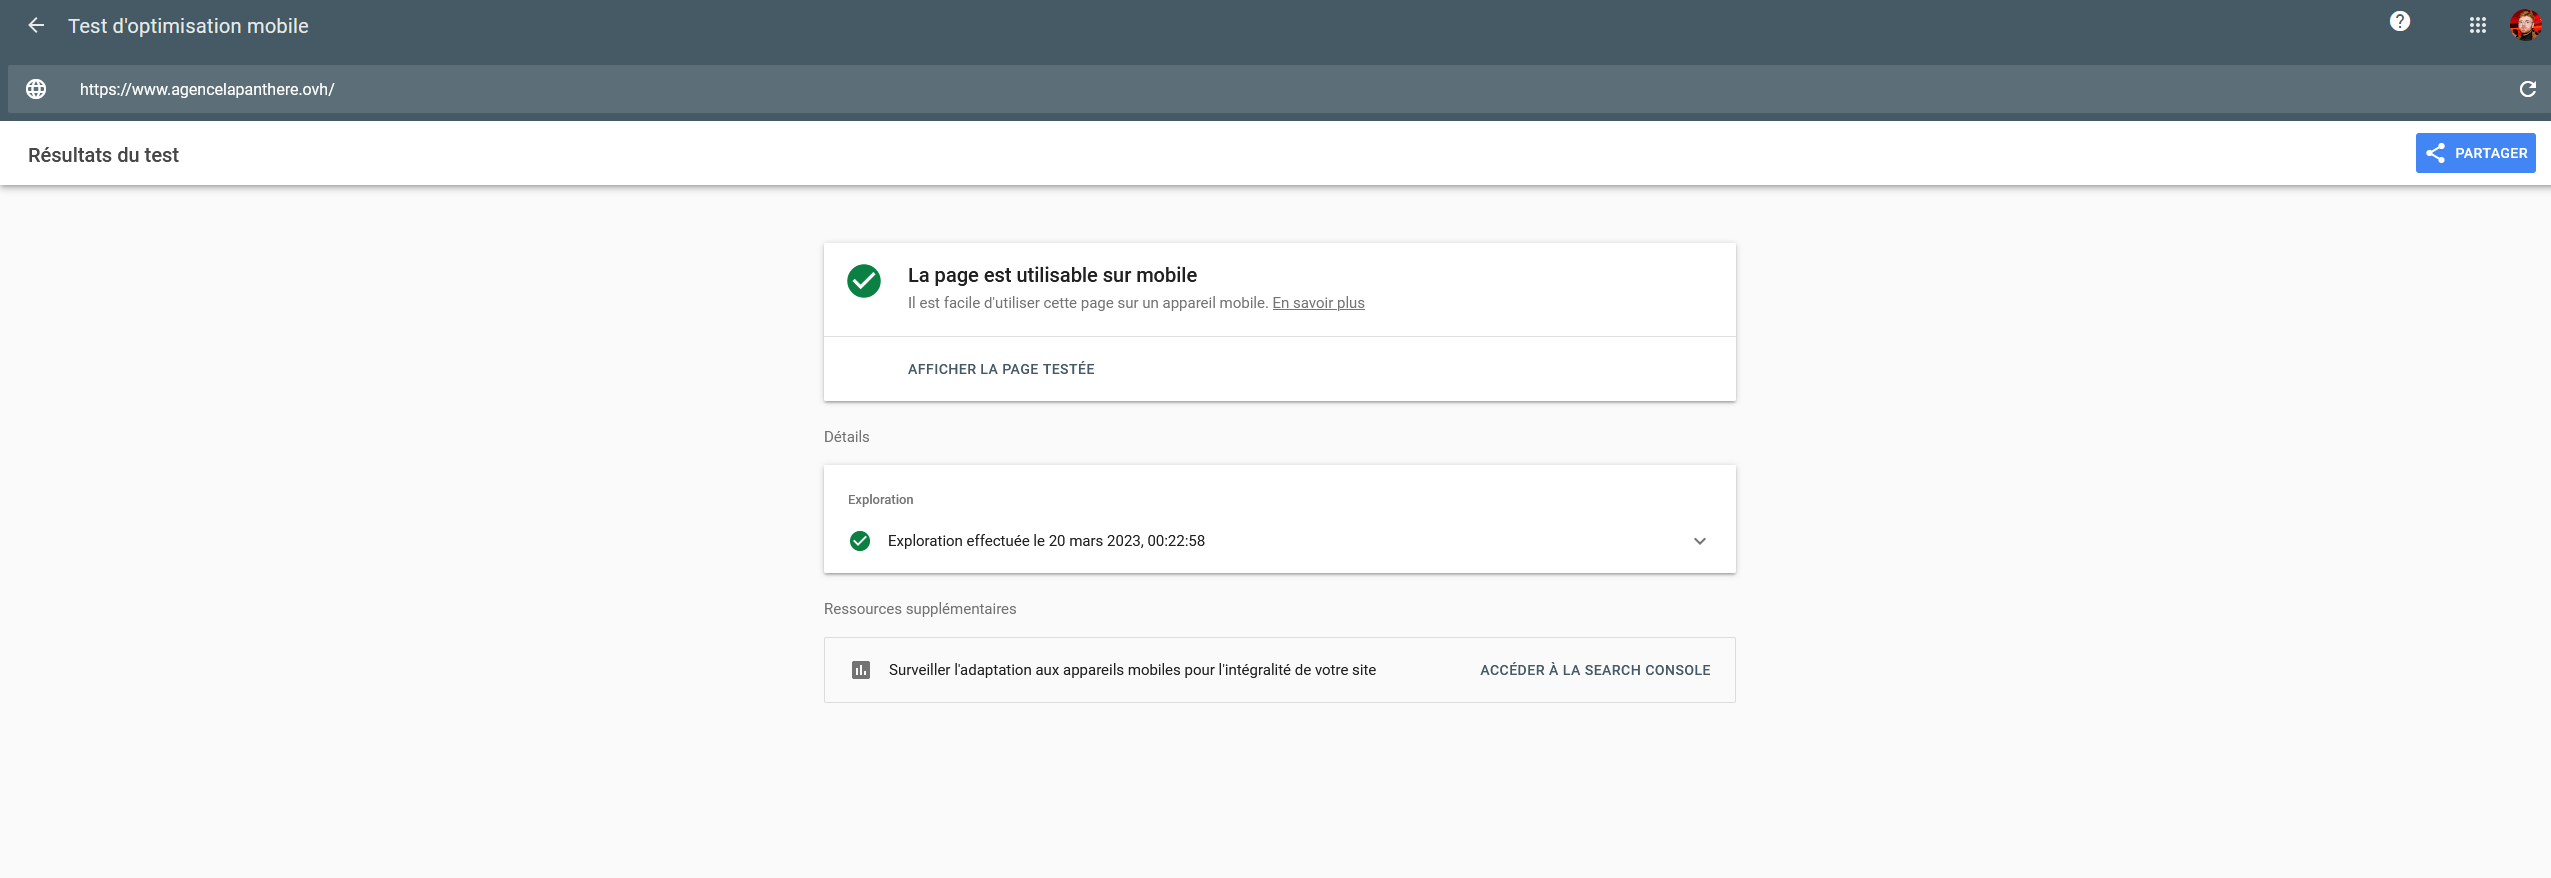 Test d'optimisation mobile
https://www.agencelapanthere.ovh/
Résultats du test
PARTAGER
La page est utilisable sur mobile
Il est facile d'utiliser cette page sur un appareil mobile. En savoir plus
AFFICHER LA PAGE TESTÉE
Détails
Exploration
Exploration effectuée le 20 mars 2023, 00:22:58
Ressources supplémentaires
Surveiller l'adaptation aux appareils mobiles pour l'intégralité de votre site
ACCÉDER À LA SEARCH CONSOLE